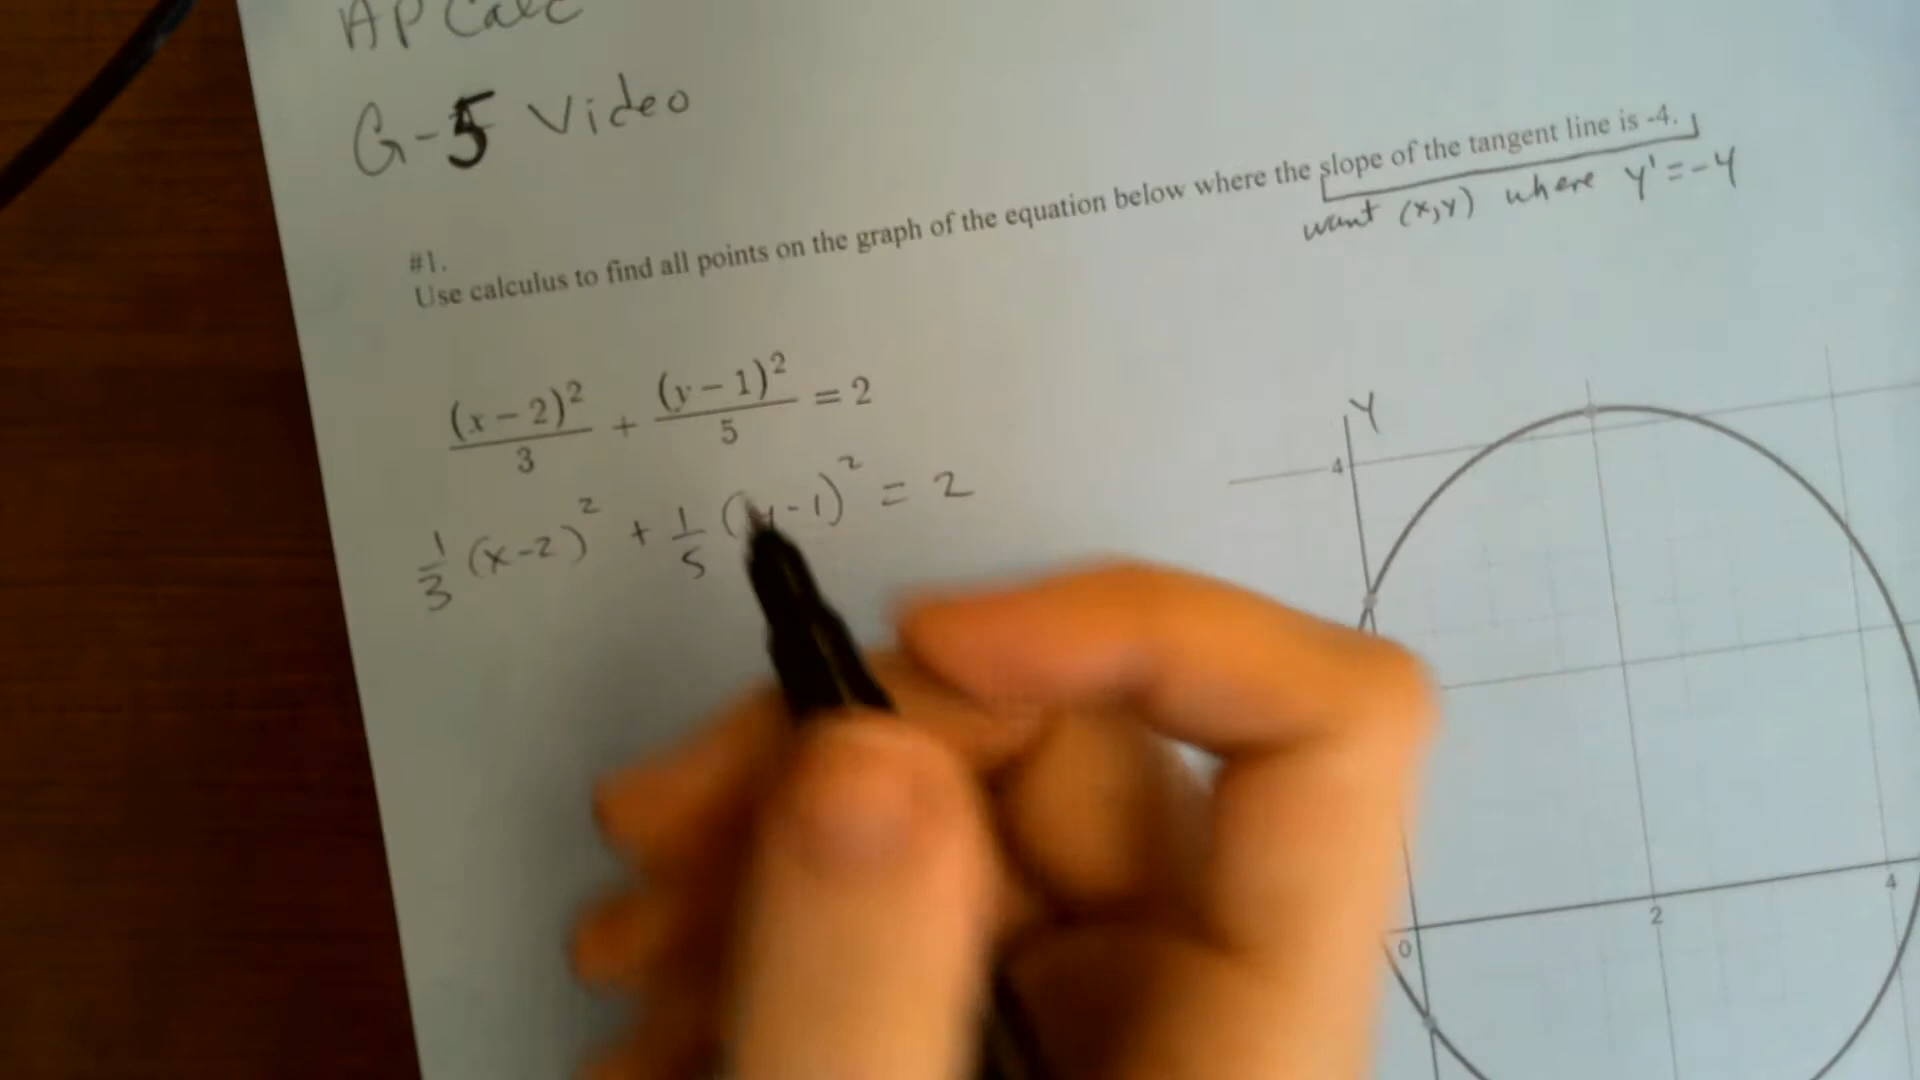 AP Calc
G-5 Video
#1.
Use calculus to find all points on the graph of the equation below where the slope of the tangent line is -4.
want (x,y) where y'=-4
(x-2)²/3 + (y-1)²/5 = 2
1/3 (x-2)² + 1/5 (y-1)² = 2
Y
4
0
2
4